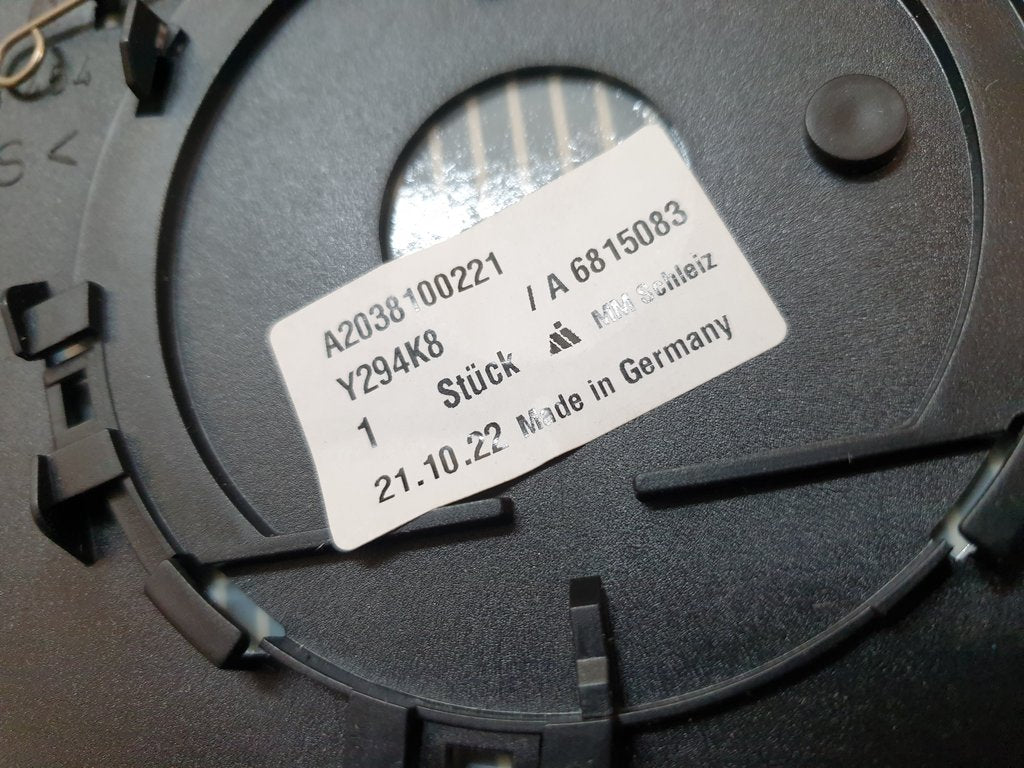 A2038100221
Y294K8 / A 6815083
1 Stück MM Schleiz
21.10.22 Made in Germany